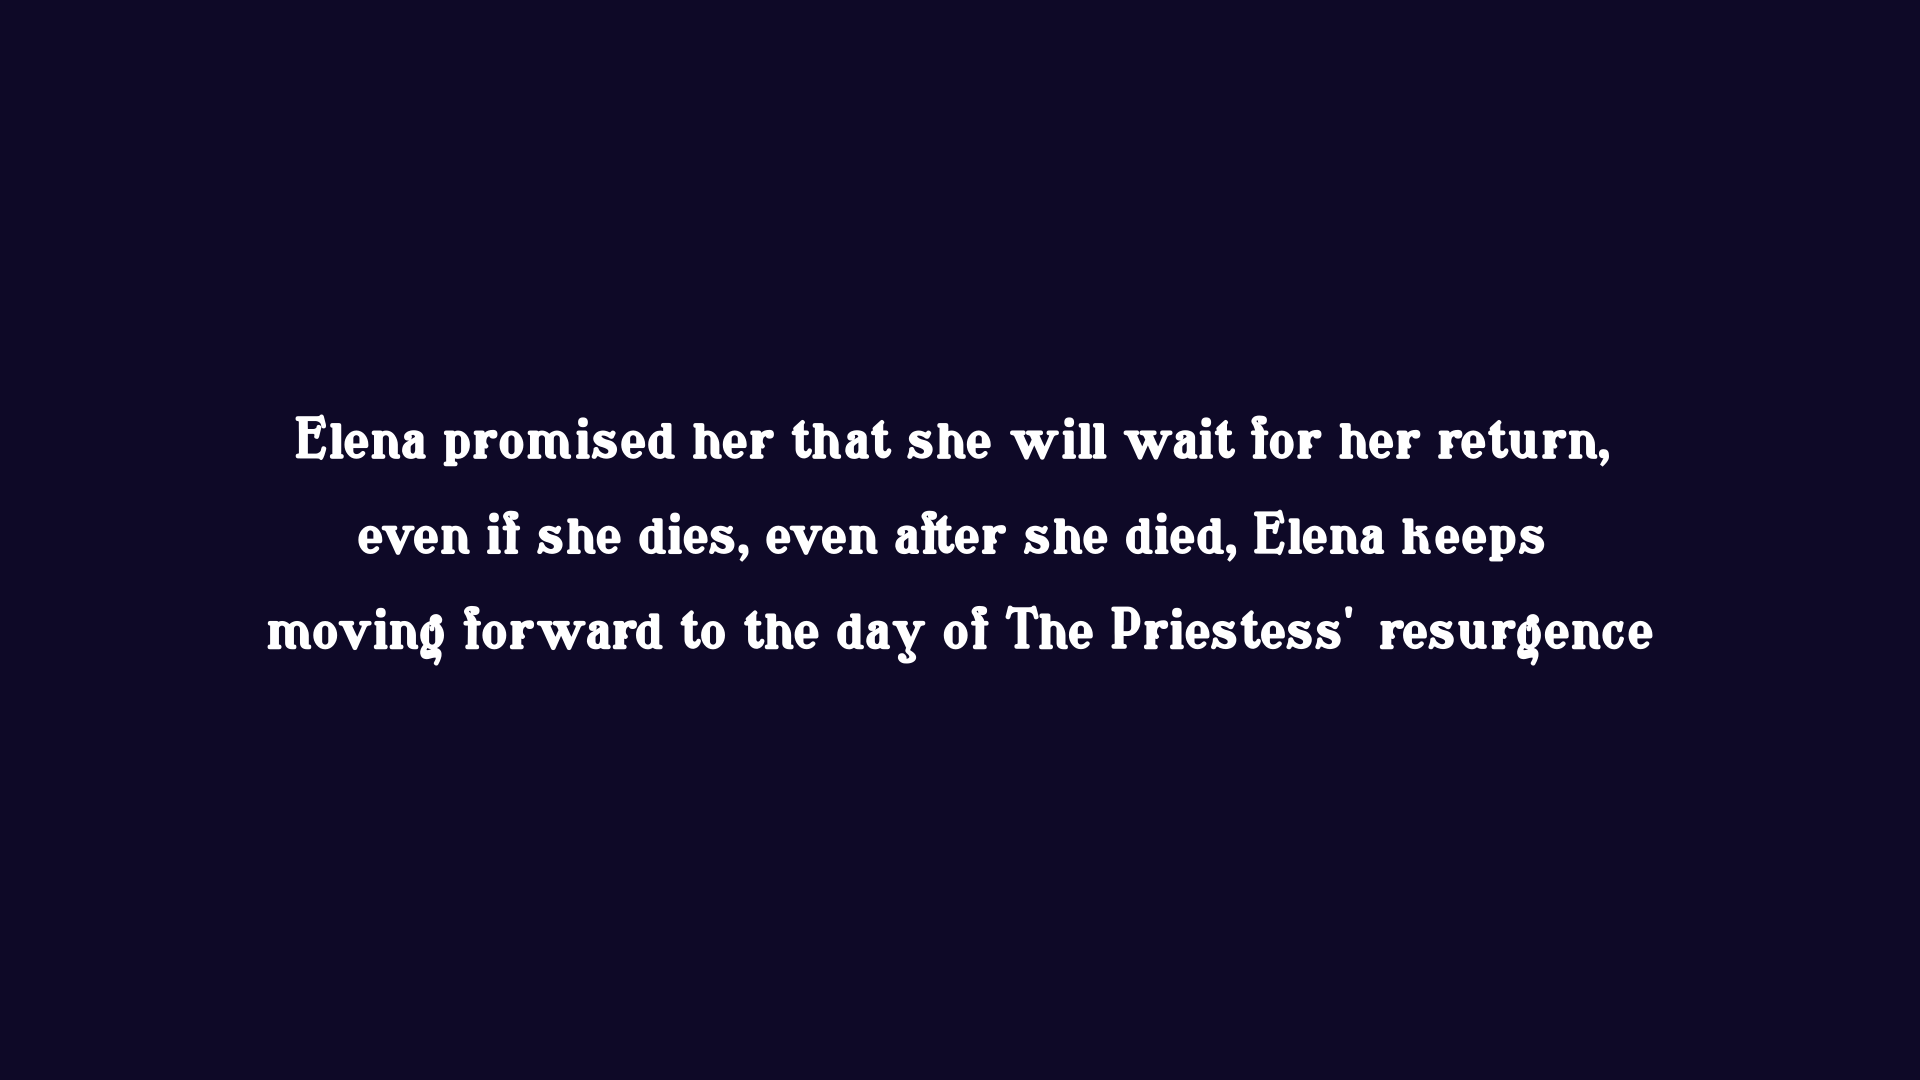 Elena promised her that she will wait for her return,
even if she dies, even after she died, Elena keeps
moving forward to the day of The Priestess' resurgence